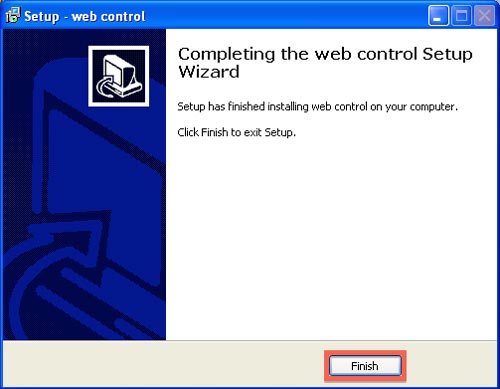 Setup - web control
Completing the web control Setup
Wizard
Setup has finished installing web control on your computer.
Click Finish to exit Setup.
Finish